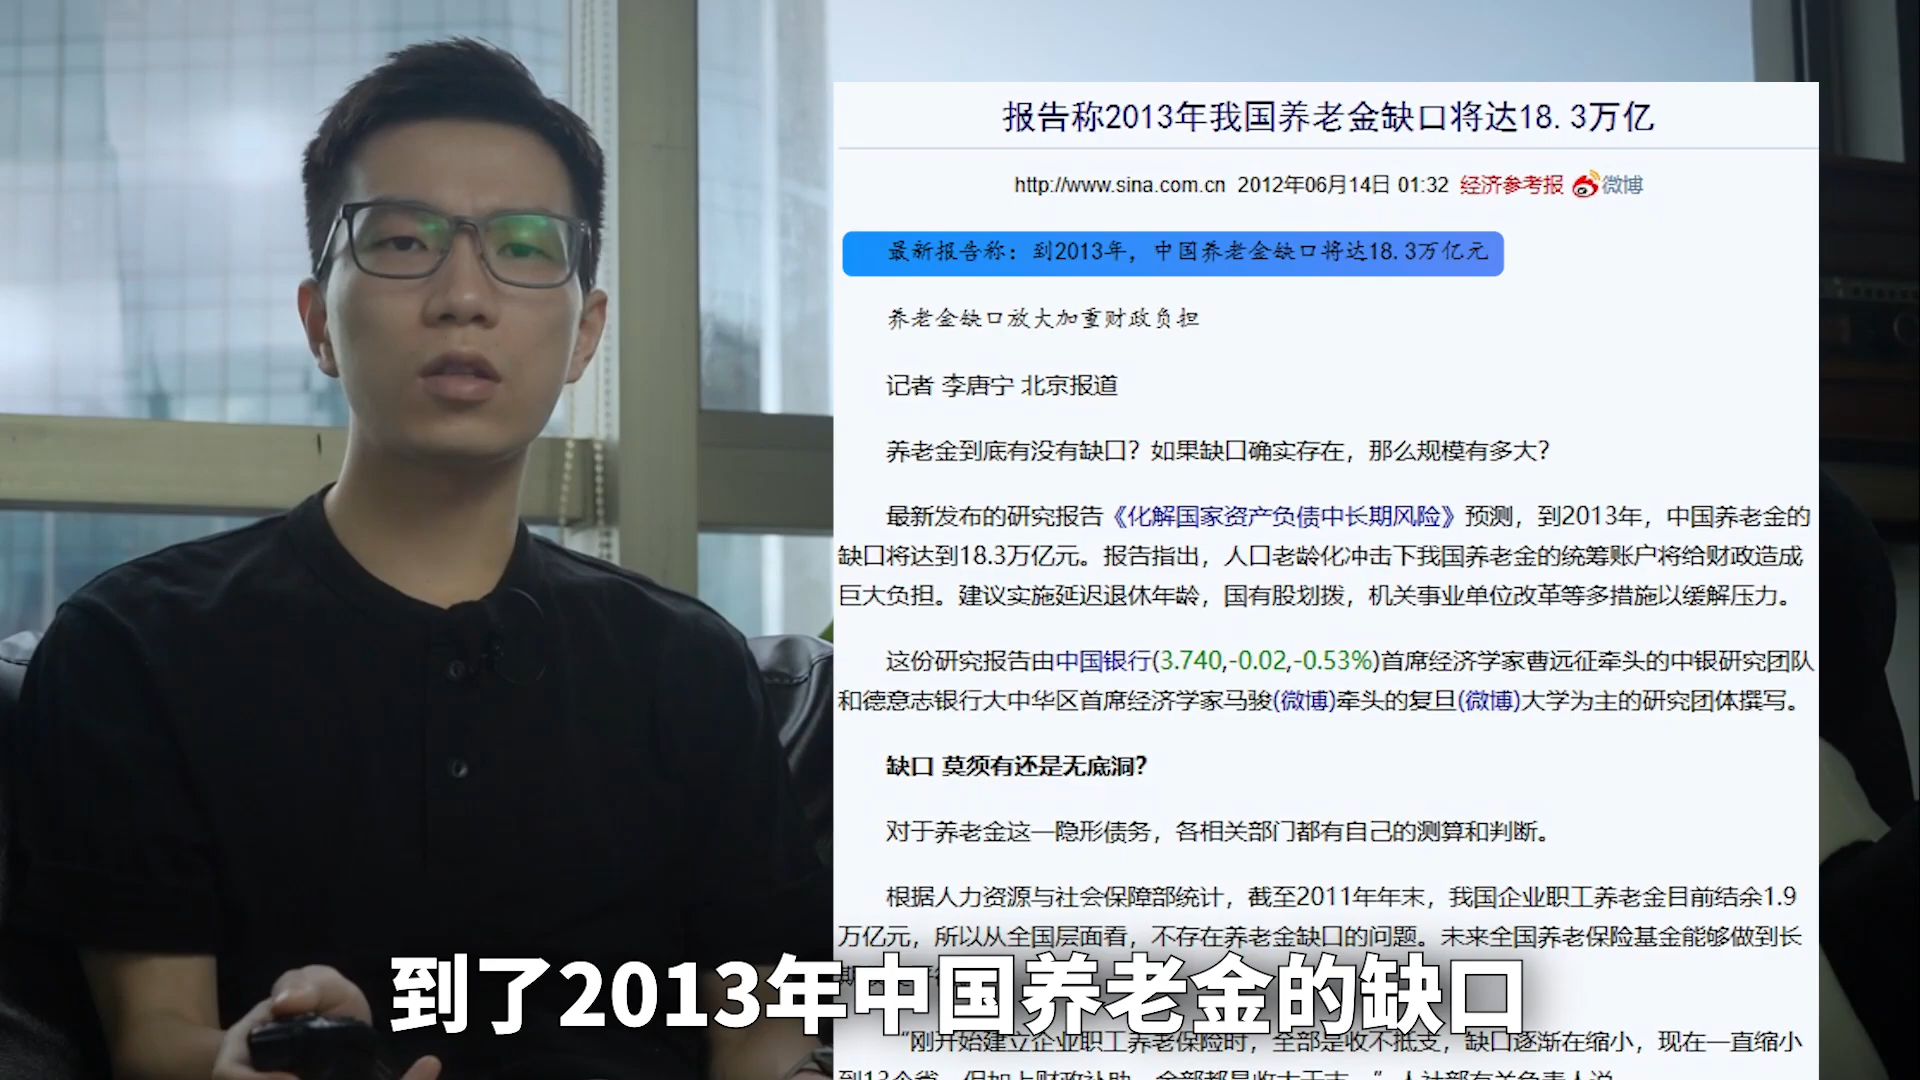 报告称2013年我国养老金缺口将达18.3万亿
http://www.sina.com.cn 2012年06月14日 01:32 经济参考报 微博
最新报告称：到2013年，中国养老金缺口将达18.3万亿元
养老金缺口放大加重财政负担
记者 李唐宁 北京报道
养老金到底有没有缺口？如果缺口确实存在，那么规模有多大？
最新发布的研究报告《化解国家资产负债中长期风险》预测，到2013年，中国养老金的
缺口将达到18.3万亿元。报告指出，人口老龄化冲击下我国养老金的统筹账户将给财政造成
巨大负担。建议实施延迟退休年龄，国有股划拨，机关事业单位改革等多措施以缓解压力。
这份研究报告由中国银行(3.740,-0.02,-0.53%)首席经济学家曹远征牵头的中银研究团队
和德意志银行大中华区首席经济学家马骏(微博)牵头的复旦(微博)大学为主的研究团体撰写。
缺口 莫须有还是无底洞？
对于养老金这一隐形债务，各相关部门都有自己的测算和判断。
根据人力资源与社会保障部统计，截至2011年年末，我国企业职工养老金目前结余1.9
万亿元，所以从全国层面看，不存在养老金缺口的问题。未来全国养老保险基金能够做到长
到了2013年中国养老金的缺口
“刚开始建立企业职工养老保险时，全部是收不抵支，缺口逐渐在缩小，现在一直缩小